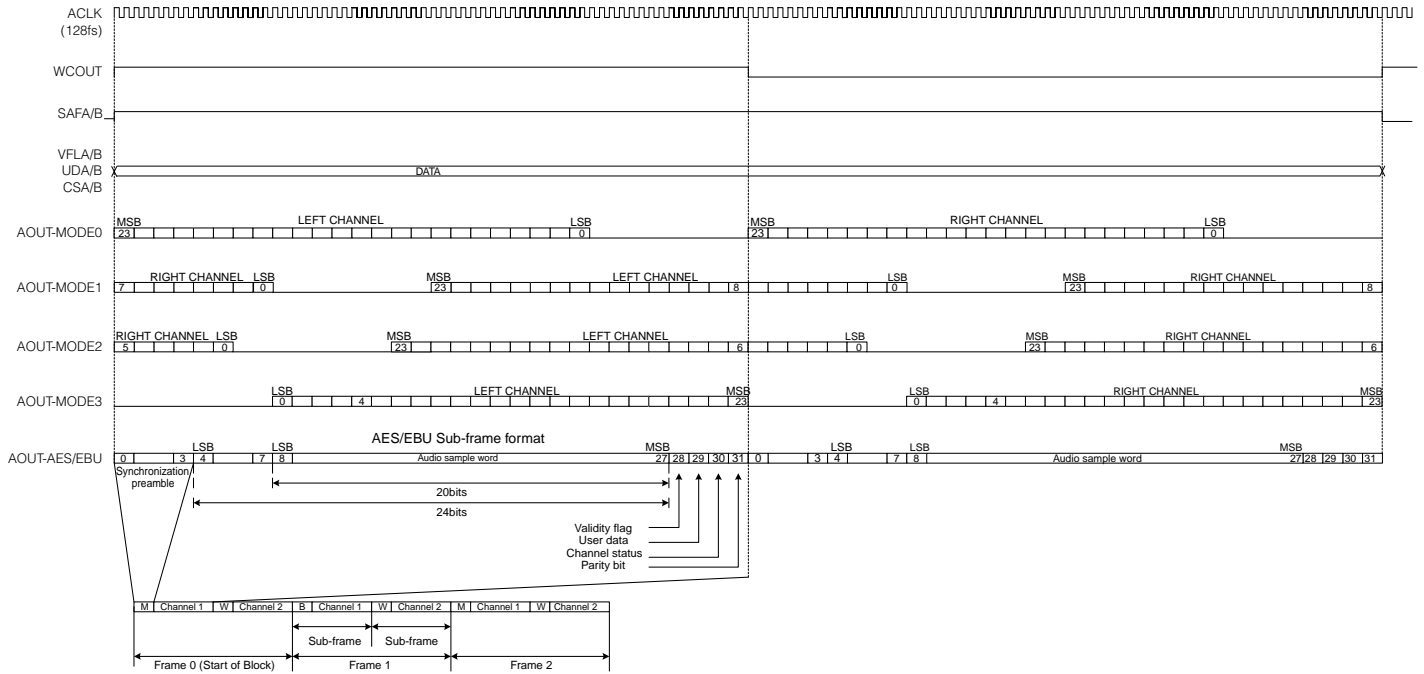 ACLK
(128fs)
WCOUT
SAFA/B
VFLA/B
UDA/B DATA
CSA/B
MSB LEFT CHANNEL LSB MSB RIGHT CHANNEL LSB
AOUT-MODE0 23 0 23 0
RIGHT CHANNEL LSB MSB LEFT CHANNEL LSB MSB RIGHT CHANNEL
AOUT-MODE1 7 0 23 8 0 23 8
RIGHT CHANNEL LSB MSB LEFT CHANNEL LSB MSB RIGHT CHANNEL
AOUT-MODE2 5 0 23 6 0 23 6
LSB LEFT CHANNEL MSB LSB RIGHT CHANNEL MSB
AOUT-MODE3 0 4 23 0 4 23
AES/EBU Sub-frame format
LSB LSB MSB LSB LSB MSB
AOUT-AES/EBU 0 3 4 7 8 Audio sample word 27 28 29 30 31 0 3 4 7 8 Audio sample word 27 28 29 30 31
Synchronization
preamble
20bits
24bits
Validity flag
User data
Channel status
Parity bit
M Channel 1 W Channel 2 B Channel 1 W Channel 2 M Channel 1 W Channel 2
Sub-frame Sub-frame
Frame 0 (Start of Block) Frame 1 Frame 2